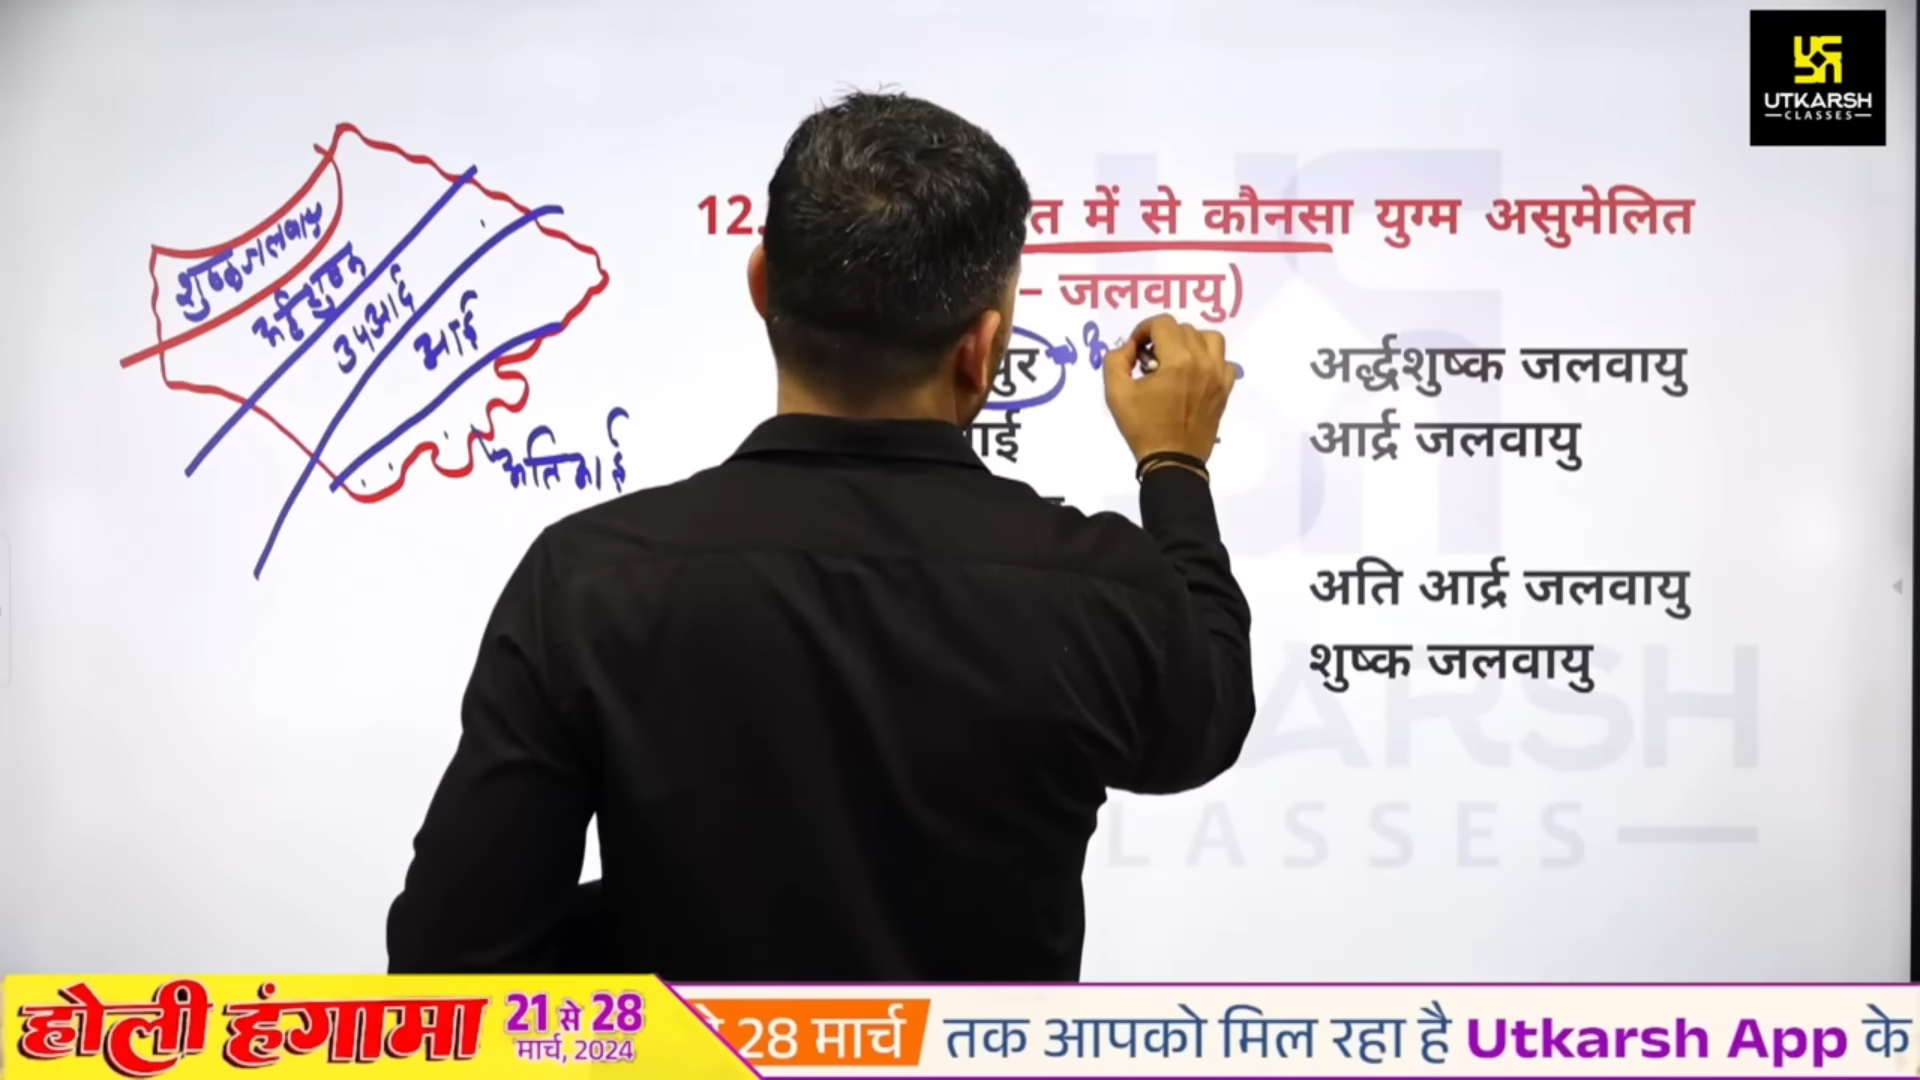 UTKARSH
CLASSES
12. त में से कौनसा युग्म असुमेलित
– जलवायु)
पुर अर्द्धशुष्क जलवायु
आर्द्र जलवायु
अति आर्द्र जलवायु
शुष्क जलवायु
शुष्क जलवायु
अर्द्ध शुष्क
उपआर्द्र
आर्द्र
अति आर्द्र
होली हंगामा 21 से 28
मार्च, 2024
28 मार्च तक आपको मिल रहा है Utkarsh App के